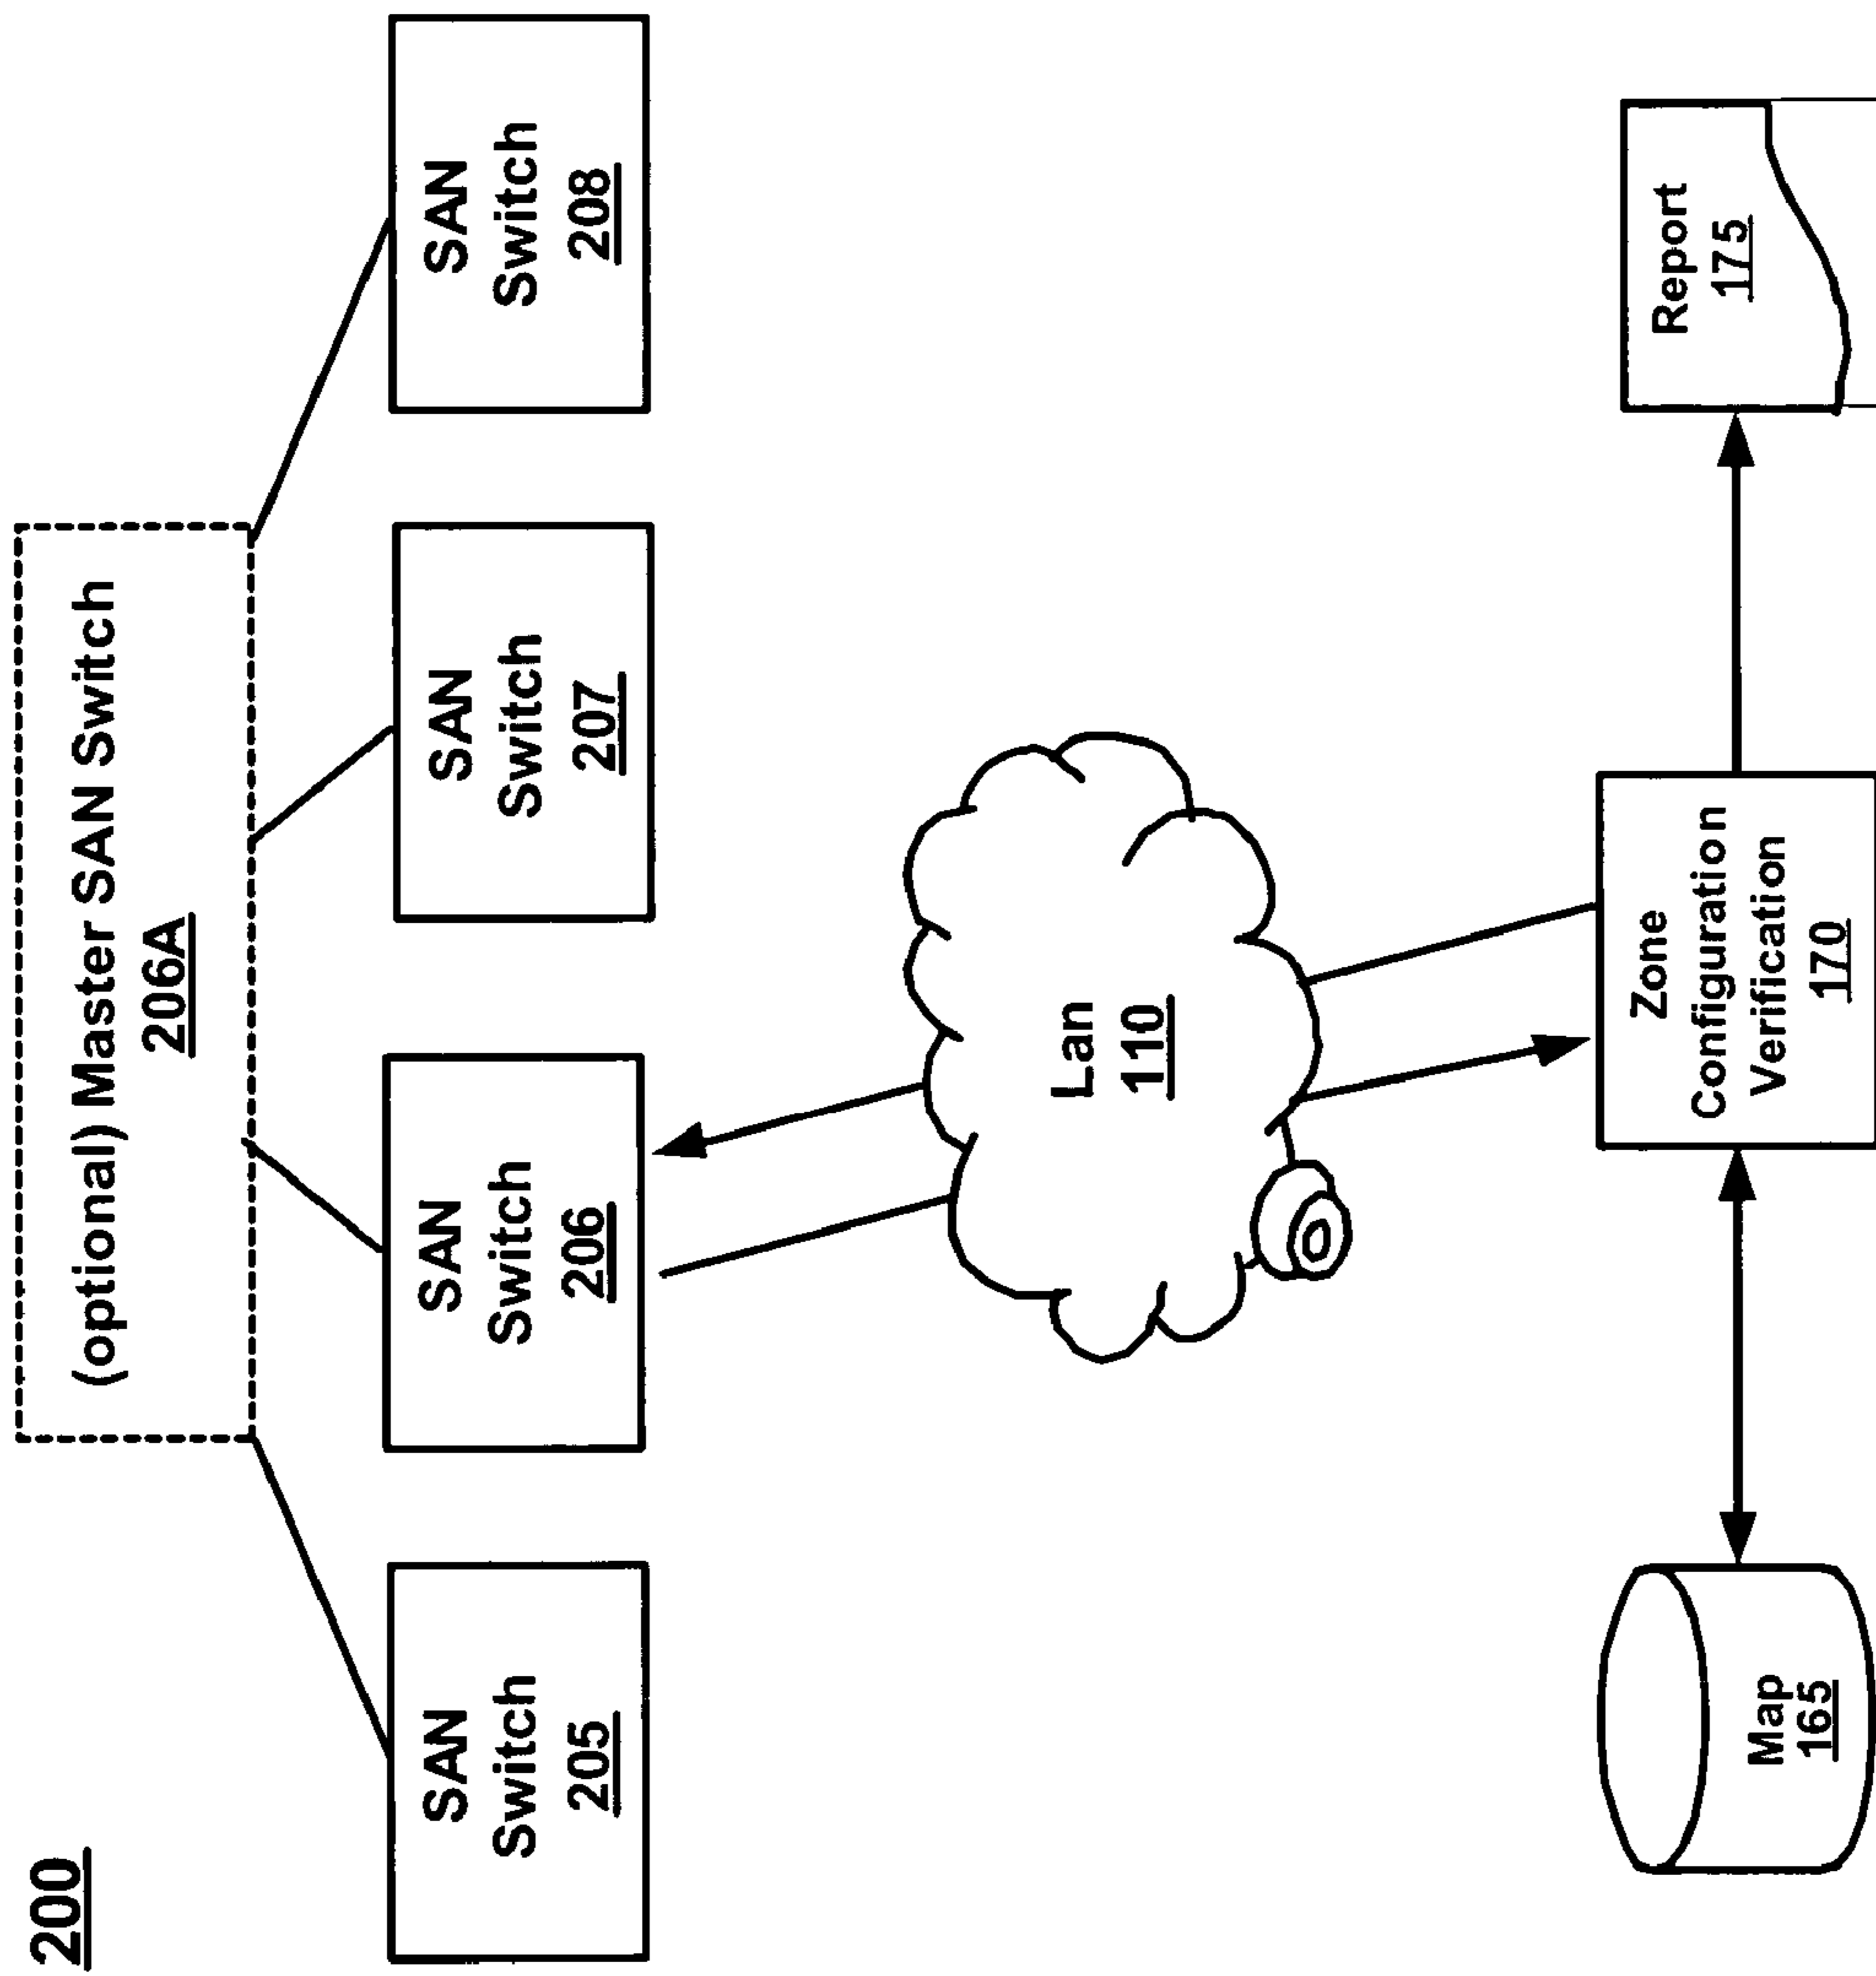 200
(optional) Master SAN Switch
206A
SAN
Switch
205
SAN
Switch
206
SAN
Switch
207
SAN
Switch
208
Lan
110
Map
165
Zone
Configuration
Verification
170
Report
175